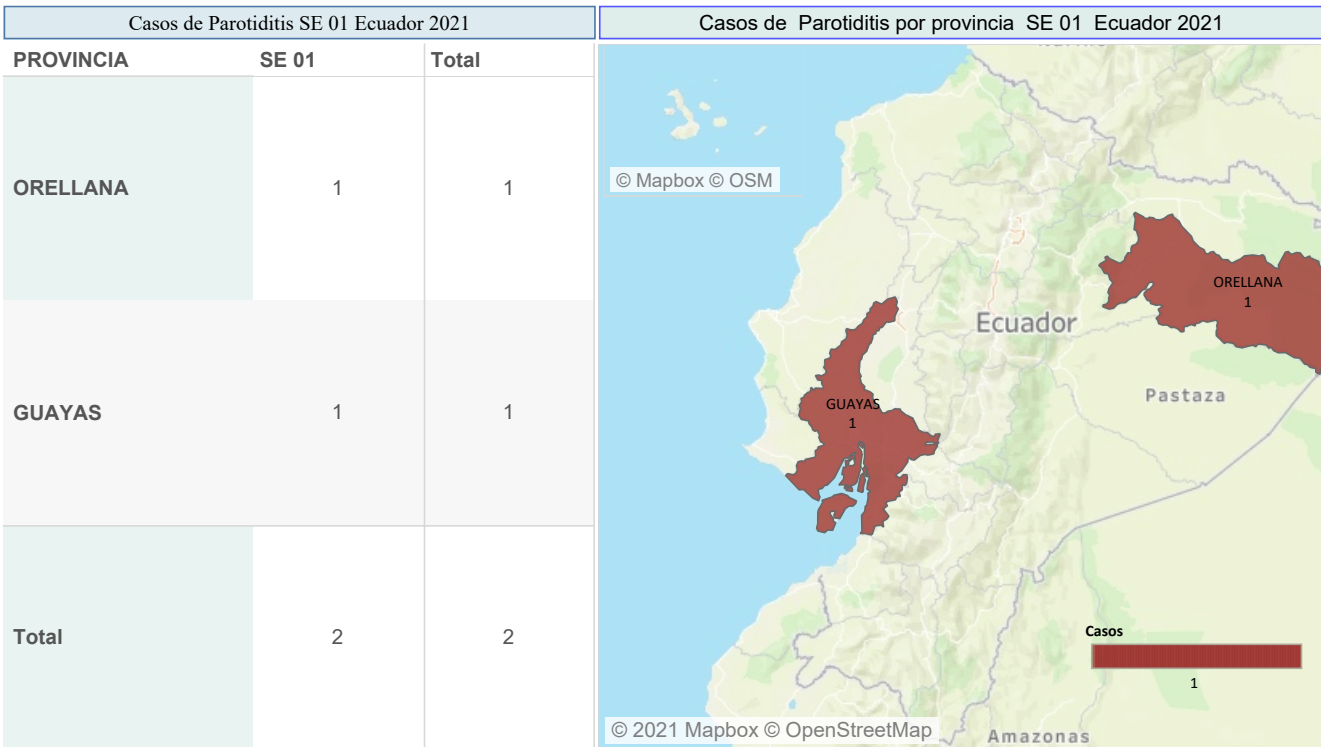 Casos de Parotiditis SE 01 Ecuador 2021
PROVINCIA SE 01 Total
ORELLANA 1 1
GUAYAS 1 1
Total 2 2
Casos de Parotiditis por provincia SE 01 Ecuador 2021
© Mapbox © OSM
ORELLANA
1
Ecuador
Pastaza
GUAYAS
1
Casos
1
© 2021 Mapbox © OpenStreetMap
Amazonas